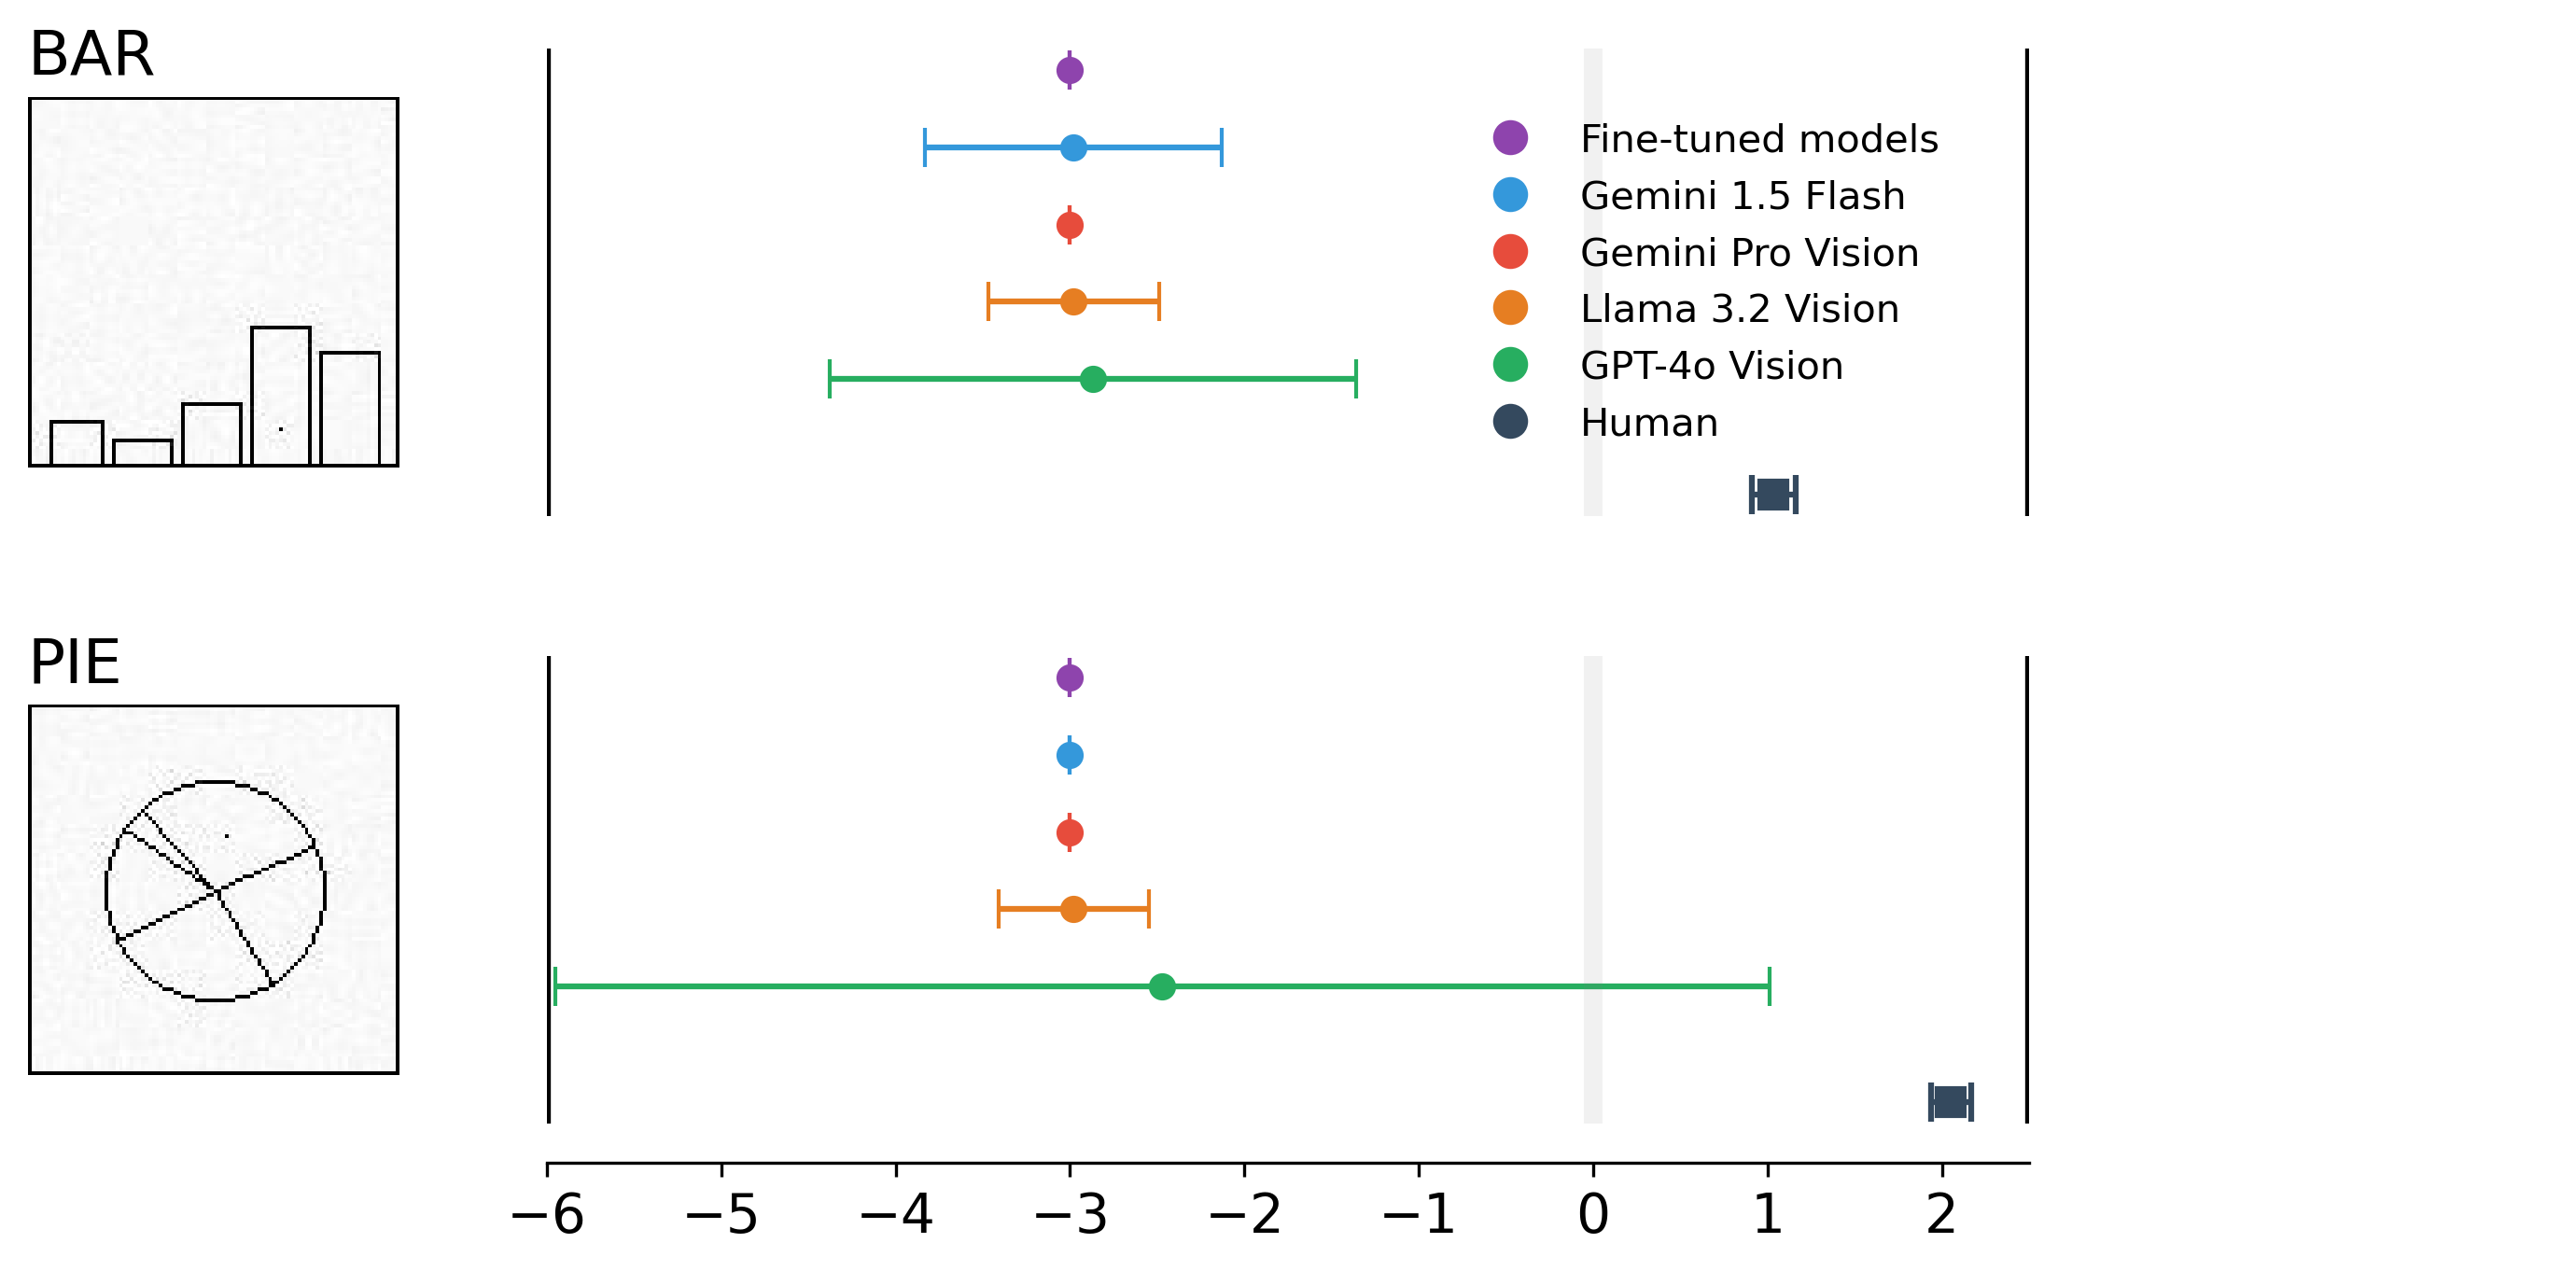 BAR
Fine-tuned models
Gemini 1.5 Flash
Gemini Pro Vision
Llama 3.2 Vision
GPT-4o Vision
Human
PIE
−6 −5 −4 −3 −2 −1 0 1 2